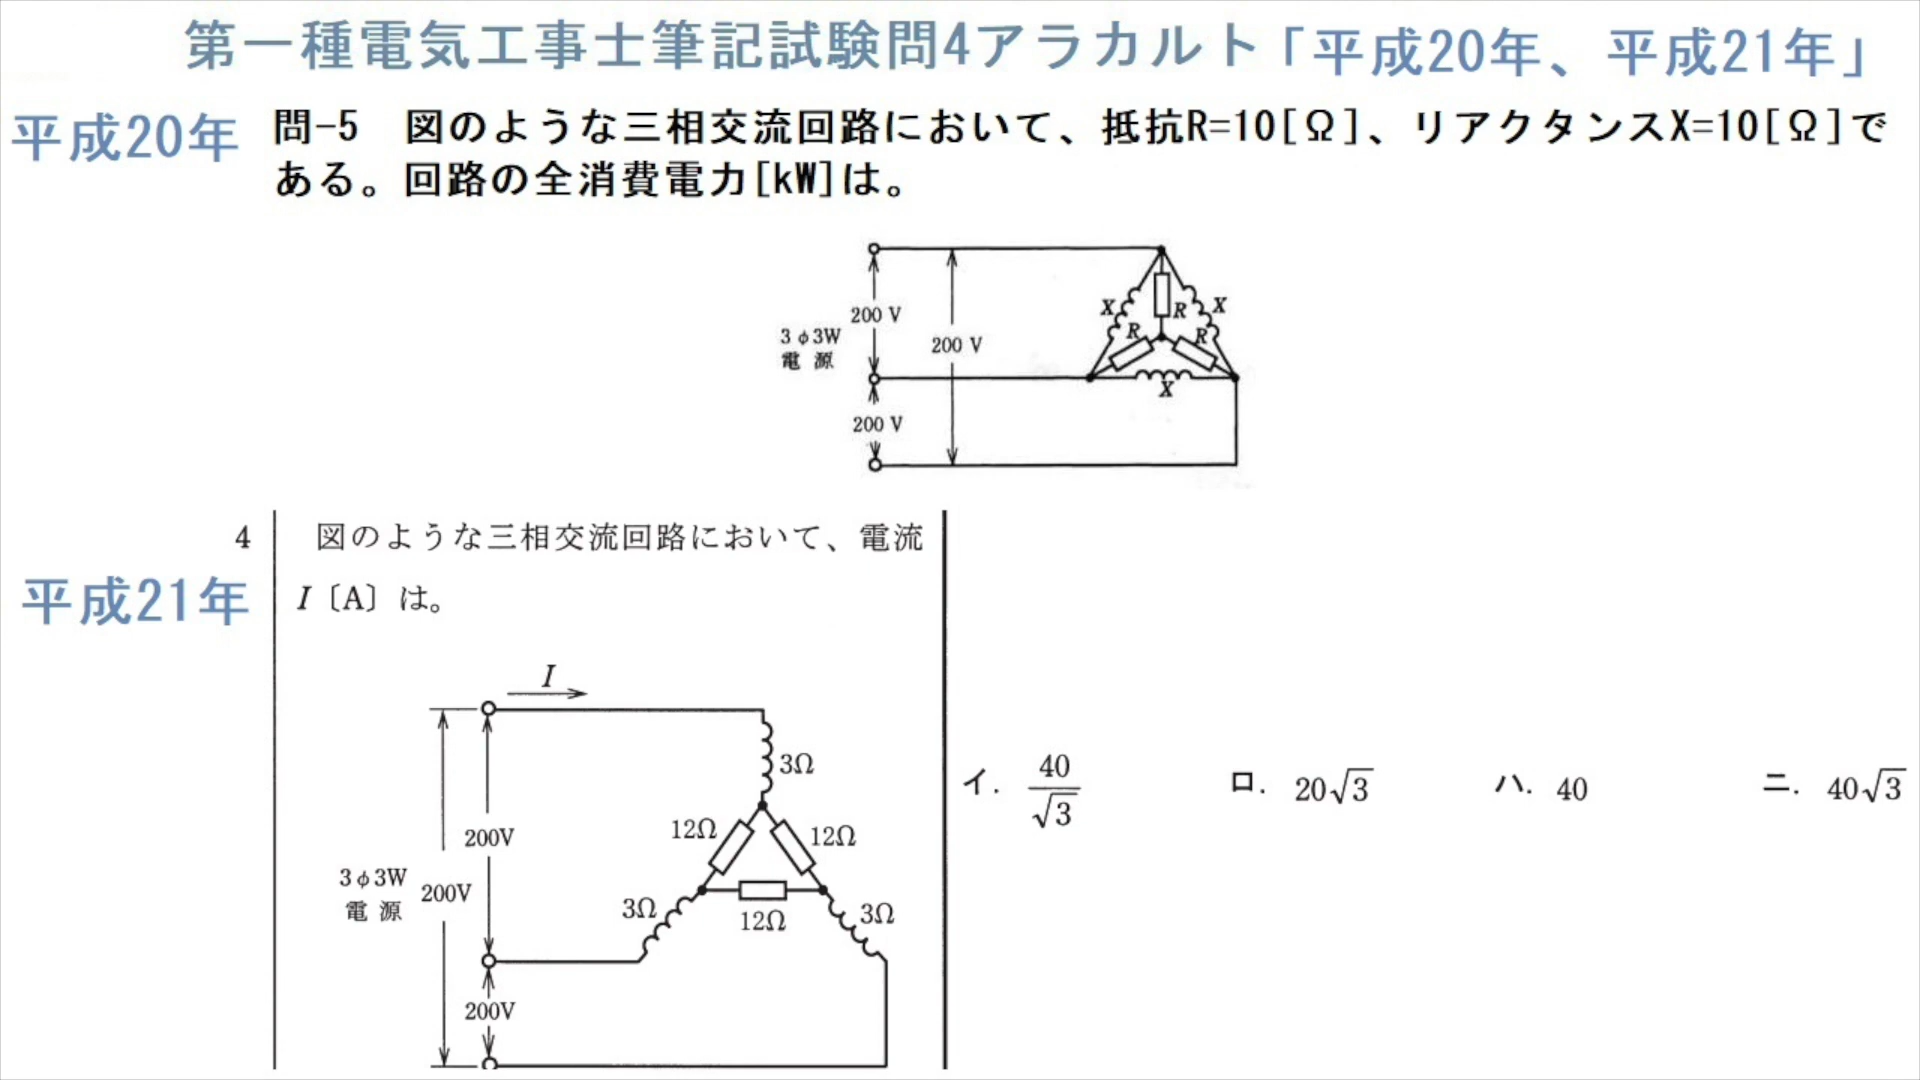 第一種電気工事士筆記試験問4アラカルト「平成20年、平成21年」
平成20年
問-5 図のような三相交流回路において、抵抗R=10[Ω]、リアクタンスX=10[Ω]で
ある。回路の全消費電力[kW]は。
200 V
3φ3W
電 源
200 V
200 V
X
R
X
R
R
X
平成21年
4
図のような三相交流回路において、電流
I〔A〕は。
I
3Ω
12Ω
12Ω
200V
3φ3W
電 源
200V
3Ω
12Ω
3Ω
200V
イ. 40/√3
ロ. 20√3
ハ. 40
ニ. 40√3